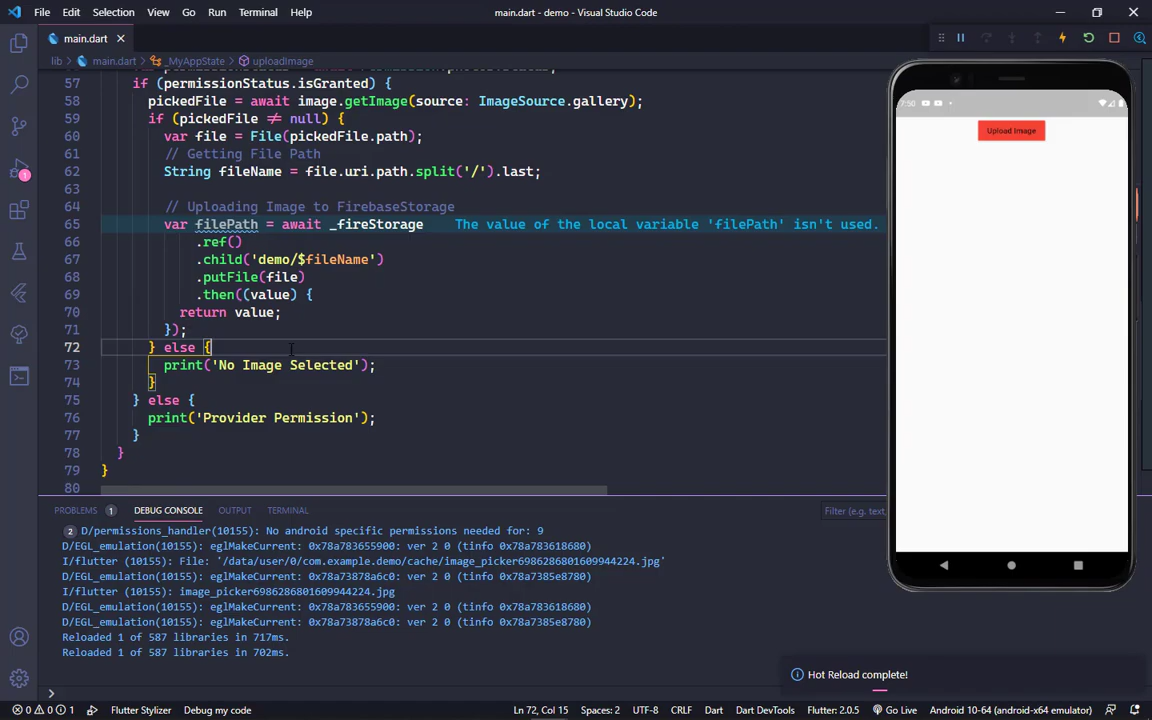 File Edit Selection View Go Run Terminal Help main.dart - demo - Visual Studio Code
main.dart
lib > main.dart > _MyAppState > uploadImage
57 if (permissionStatus.isGranted) {
58 pickedFile = await image.getImage(source: ImageSource.gallery);
59 if (pickedFile ≠ null) {
60 var file = File(pickedFile.path);
61 // Getting File Path
62 String fileName = file.uri.path.split('/').last;
63
64 // Uploading Image to FirebaseStorage
65 var filePath = await _fireStorage The value of the local variable 'filePath' isn't used.
66 .ref()
67 .child('demo/$fileName')
68 .putFile(file)
69 .then((value) {
70 return value;
71 });
72 } else {
73 print('No Image Selected');
74 }
75 } else {
76 print('Provider Permission');
77 }
78 }
79 }
80
7:50
Upload Image
PROBLEMS 1 DEBUG CONSOLE OUTPUT TERMINAL Filter (e.g. text,
2 D/permissions_handler(10155): No android specific permissions needed for: 9
D/EGL_emulation(10155): eglMakeCurrent: 0x78a783655900: ver 2 0 (tinfo 0x78a783618680)
I/flutter (10155): File: '/data/user/0/com.example.demo/cache/image_picker6986286801609944224.jpg'
D/EGL_emulation(10155): eglMakeCurrent: 0x78a73878a6c0: ver 2 0 (tinfo 0x78a7385e8780)
I/flutter (10155): image_picker6986286801609944224.jpg
D/EGL_emulation(10155): eglMakeCurrent: 0x78a783655900: ver 2 0 (tinfo 0x78a783618680)
D/EGL_emulation(10155): eglMakeCurrent: 0x78a73878a6c0: ver 2 0 (tinfo 0x78a7385e8780)
Reloaded 1 of 587 libraries in 717ms.
Reloaded 1 of 587 libraries in 702ms.
Hot Reload complete!
0 0 1 Flutter Stylizer Debug my code Ln 72, Col 15 Spaces: 2 UTF-8 CRLF Dart Dart DevTools Flutter: 2.0.5 Go Live Android 10-64 (android-x64 emulator)